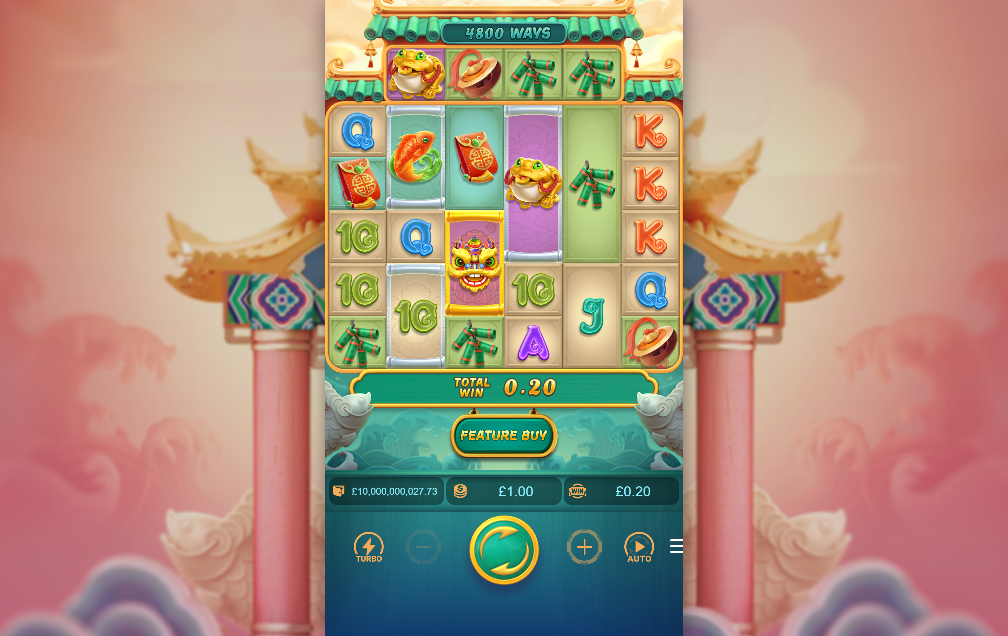 4800 WAYS
Q K
K
10 Q K
10 10 10 J Q
A
TOTAL WIN 0.20
FEATURE BUY
£10,000,000,027.73 £1.00 WIN £0.20
TURBO AUTO